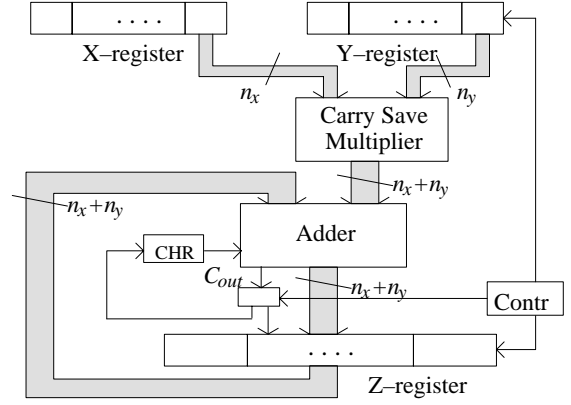 . . . .
. . . .
X–register
Y–register
n_x
n_y
Carry Save
Multiplier
n_x+n_y
n_x+n_y
Adder
CHR
C_out
n_x+n_y
Contr
. . . .
Z–register